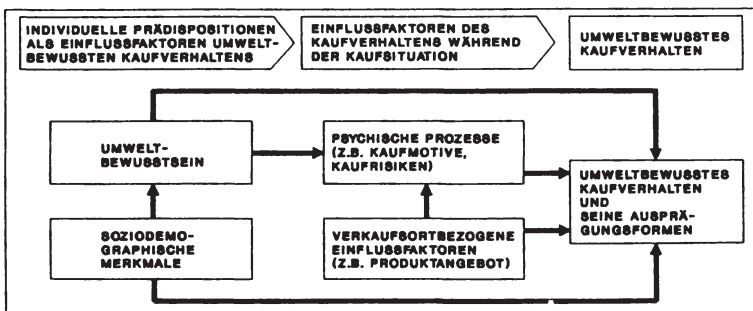 INDIVIDUELLE PRÄDISPOSITIONEN
ALS EINFLUSSFAKTOREN UMWELT-
BEWUSSTEN KAUFVERHALTENS
EINFLUSSFAKTOREN DES
KAUFVERHALTENS WÄHREND
DER KAUFSITUATION
UMWELTBEWUSSTES
KAUFVERHALTEN
UMWELT-
BEWUSSTSEIN
PSYCHISCHE PROZESSE
(Z.B. KAUFMOTIVE,
KAUFRISIKEN)
UMWELTBEWUSSTES
KAUFVERHALTEN
UND
SEINE AUSPRÄ-
GUNGSFORMEN
SOZIODEMO-
GRAPHISCHE
MERKMALE
VERKAUFSORTBEZOGENE
EINFLUSSFAKTOREN
(Z.B. PRODUKTANGEBOT)